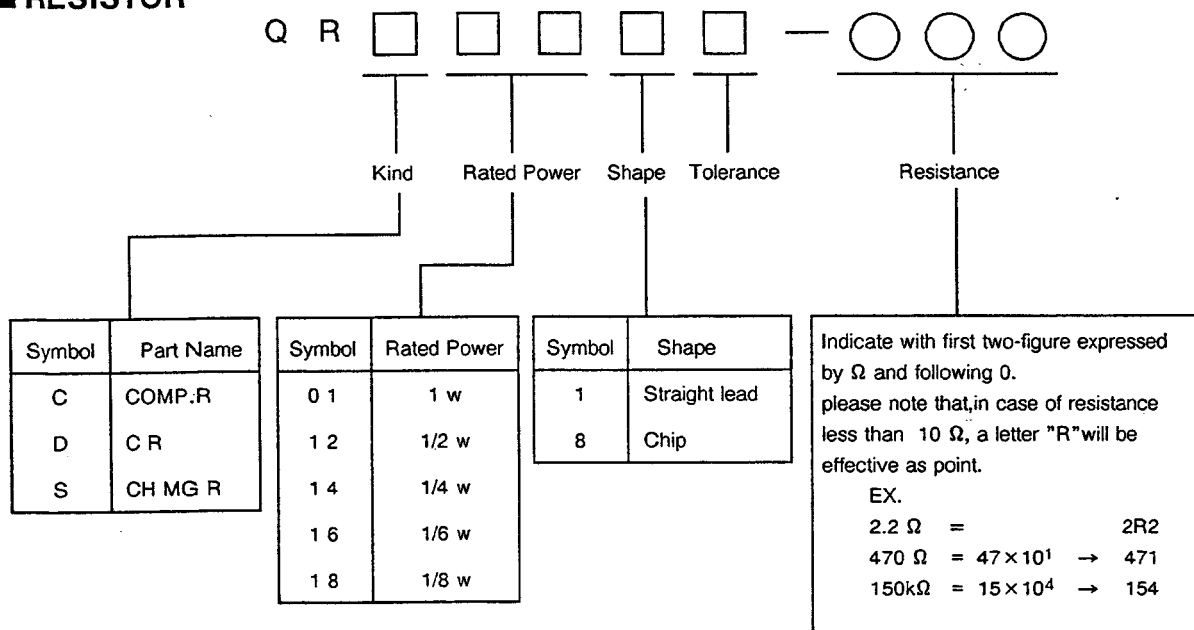 ■ RESISTOR
Q R □ □ □ □ □ — ○ ○ ○
Kind Rated Power Shape Tolerance Resistance
Symbol Part Name
C COMP.R
D C R
S CH MG R
Symbol Rated Power
0 1 1 w
1 2 1/2 w
1 4 1/4 w
1 6 1/6 w
1 8 1/8 w
Symbol Shape
1 Straight lead
8 Chip
Indicate with first two-figure expressed
by Ω and following 0.
please note that,in case of resistance
less than 10 Ω, a letter "R"will be
effective as point.
EX.
2.2 Ω = 2R2
470 Ω = 47×10¹ → 471
150kΩ = 15×10⁴ → 154